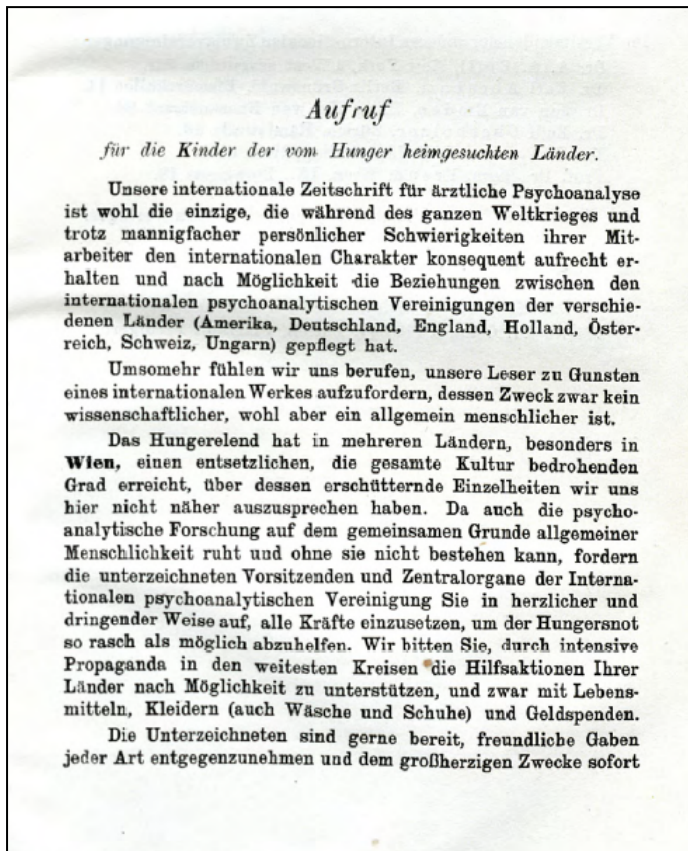 Aufruf
für die Kinder der vom Hunger heimgesuchten Länder.
Unsere internationale Zeitschrift für ärztliche Psychoanalyse
ist wohl die einzige, die während des ganzen Weltkrieges und
trotz mannigfacher persönlicher Schwierigkeiten ihrer Mit-
arbeiter den internationalen Charakter konsequent aufrecht er-
halten und nach Möglichkeit die Beziehungen zwischen den
internationalen psychoanalytischen Vereinigungen der verschie-
denen Länder (Amerika, Deutschland, England, Holland, Öster-
reich, Schweiz, Ungarn) gepflegt hat.
Umsomehr fühlen wir uns berufen, unsere Leser zu Gunsten
eines internationalen Werkes aufzufordern, dessen Zweck zwar kein
wissenschaftlicher, wohl aber ein allgemein menschlicher ist.
Das Hungerelend hat in mehreren Ländern, besonders in
Wien, einen entsetzlichen, die gesamte Kultur bedrohenden
Grad erreicht, über dessen erschütternde Einzelheiten wir uns
hier nicht näher auszusprechen haben. Da auch die psycho-
analytische Forschung auf dem gemeinsamen Grunde allgemeiner
Menschlichkeit ruht und ohne sie nicht bestehen kann, fordern
die unterzeichneten Vorsitzenden und Zentralorgane der Interna-
tionalen psychoanalytischen Vereinigung Sie in herzlicher und
dringender Weise auf, alle Kräfte einzusetzen, um der Hungersnot
so rasch als möglich abzuhelfen. Wir bitten Sie, durch intensive
Propaganda in den weitesten Kreisen die Hilfsaktionen Ihrer
Länder nach Möglichkeit zu unterstützen, und zwar mit Lebens-
mitteln, Kleidern (auch Wäsche und Schuhe) und Geldspenden.
Die Unterzeichneten sind gerne bereit, freundliche Gaben
jeder Art entgegenzunehmen und dem großherzigen Zwecke sofort